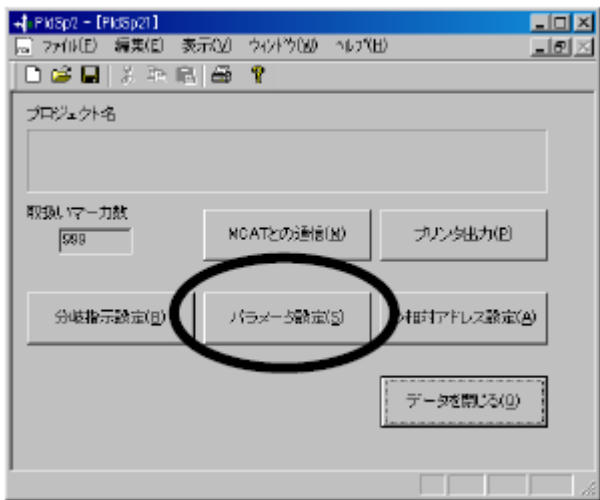 PldSp2 - [PldSp21]
ファイル(F) 編集(E) 表示(V) ウィンドウ(W) ヘルプ(H)
プロジェクト名
取扱いマーカ数
999
MCATとの通信(M) プリンタ出力(P)
分岐指示設定(B) パラメータ設定(S) 相対アドレス設定(A)
データを閉じる(Q)